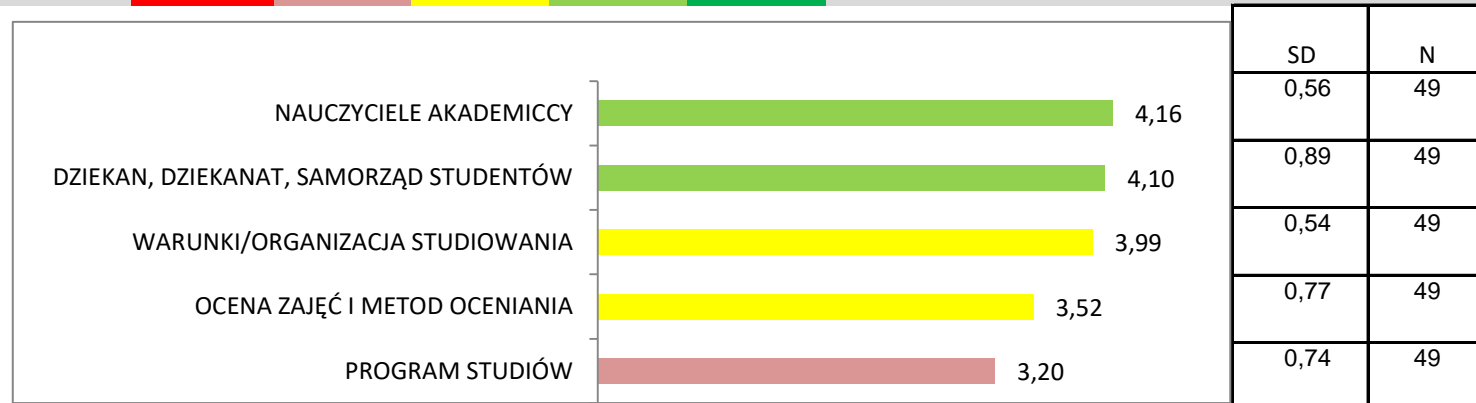 SD N
NAUCZYCIELE AKADEMICCY 4,16 0,56 49
DZIEKAN, DZIEKANAT, SAMORZĄD STUDENTÓW 4,10 0,89 49
WARUNKI/ORGANIZACJA STUDIOWANIA 3,99 0,54 49
OCENA ZAJĘĆ I METOD OCENIANIA 3,52 0,77 49
PROGRAM STUDIÓW 3,20 0,74 49